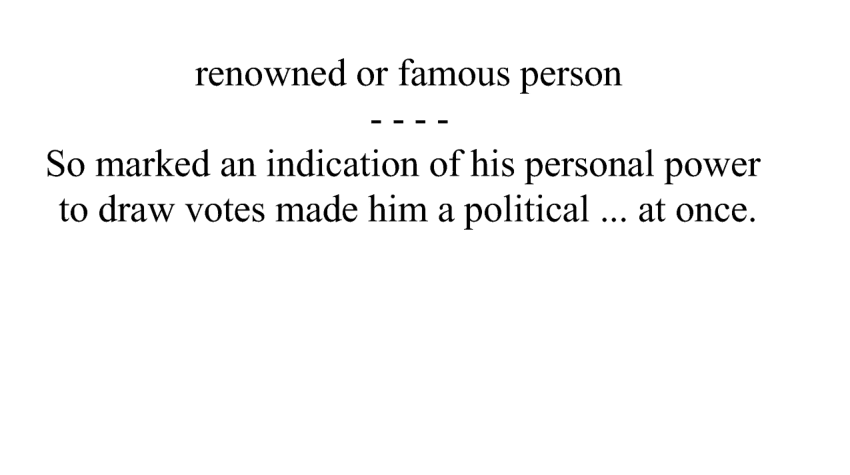 renowned or famous person
- - - -
So marked an indication of his personal power
to draw votes made him a political ... at once.